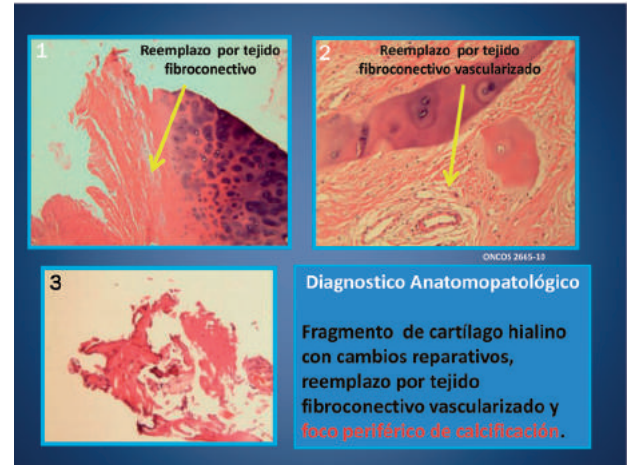 1
Reemplazo por tejido
fibroconectivo
2
Reemplazo por tejido
fibroconectivo vascularizado
ONCOS 2665-10
3
Diagnostico Anatomopatológico
Fragmento de cartílago hialino
con cambios reparativos,
reemplazo por tejido
fibroconectivo vascularizado y
foco periférico de calcificación.